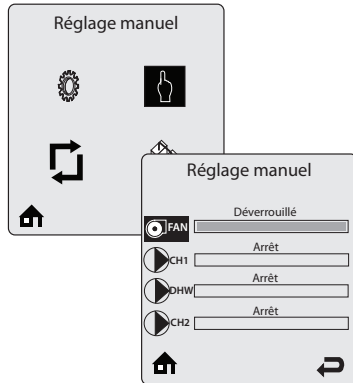 Réglage manuel
Réglage manuel
Déverrouillé
FAN
Arrêt
CH1
Arrêt
DHW
Arrêt
CH2